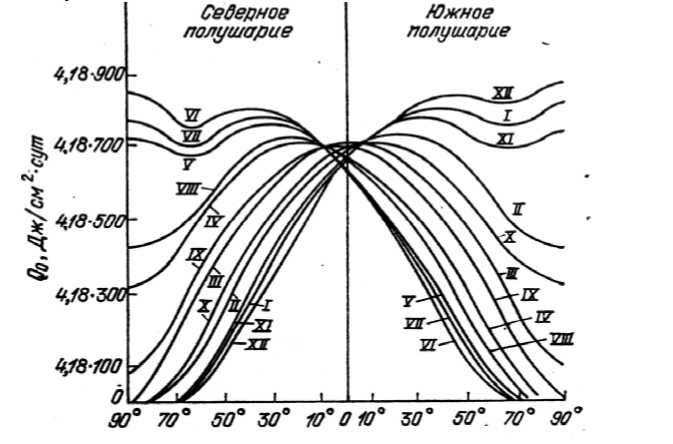 Северное
полушарие
Южное
полушарие
Q₀, Дж/см²·сут
4,18·900
4,18·700
4,18·500
4,18·300
4,18·100
0
VI
VII
V
VIII
IV
IX
III
X
II
I
XI
XII
XII
I
XI
II
X
III
IX
IV
VIII
V
VII
VI
90° 70° 50° 30° 10° 0 10° 30° 50° 70° 90°